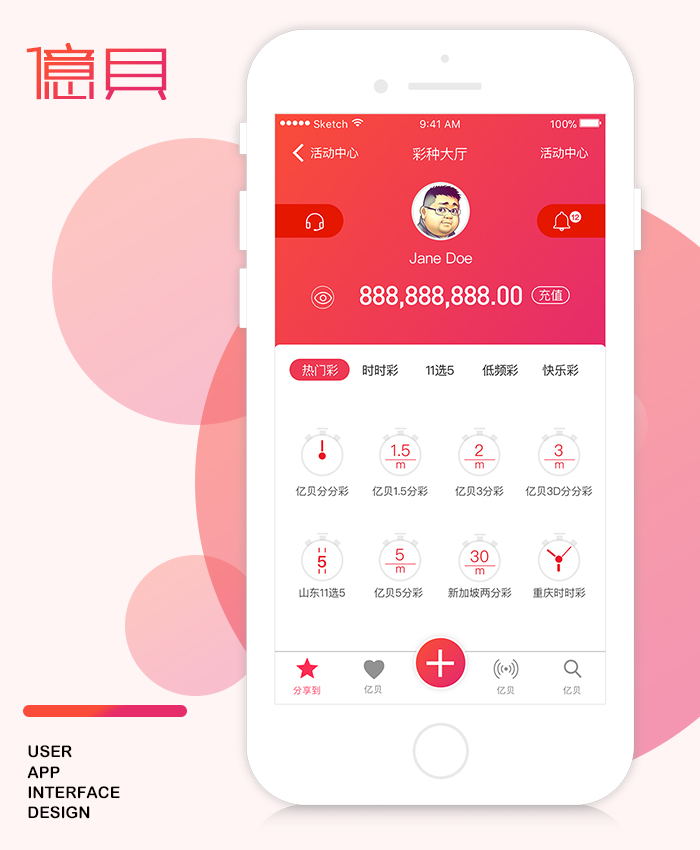 億貝
Sketch 9:41 AM 100%
活动中心 彩种大厅 活动中心
12
Jane Doe
888,888,888.00 充值
热门彩 时时彩 11选5 低频彩 快乐彩
1.5 m 2 m 3 m
亿贝分分彩 亿贝1.5分彩 亿贝3分彩 亿贝3D分分彩
5 5 m 30 m
山东11选5 亿贝5分彩 新加坡两分彩 重庆时时彩
分享到 亿贝 亿贝 亿贝
USER
APP
INTERFACE
DESIGN